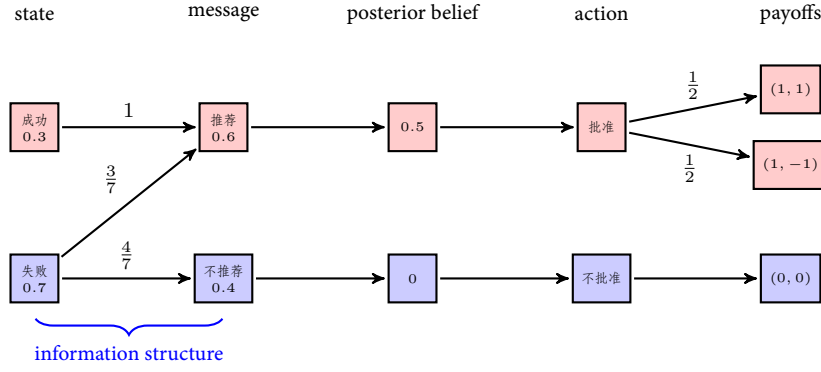 state message posterior belief action payoffs
成功
0.3
1
推荐
0.6
0.5
批准
1/2
(1, 1)
1/2
(1, −1)
3/7
失败
0.7
4/7
不推荐
0.4
0
不批准
(0, 0)
information structure